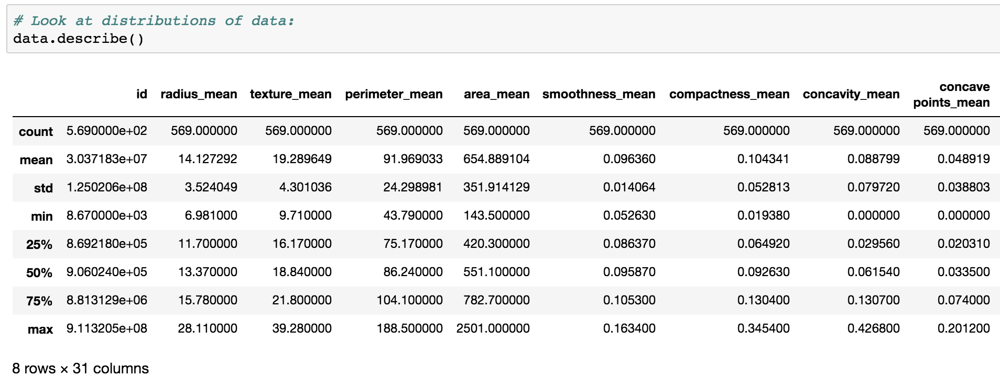 # Look at distributions of data:
data.describe()
id radius_mean texture_mean perimeter_mean area_mean smoothness_mean compactness_mean concavity_mean concave points_mean
count 5.690000e+02 569.000000 569.000000 569.000000 569.000000 569.000000 569.000000 569.000000 569.000000
mean 3.037183e+07 14.127292 19.289649 91.969033 654.889104 0.096360 0.104341 0.088799 0.048919
std 1.250206e+08 3.524049 4.301036 24.298981 351.914129 0.014064 0.052813 0.079720 0.038803
min 8.670000e+03 6.981000 9.710000 43.790000 143.500000 0.052630 0.019380 0.000000 0.000000
25% 8.692180e+05 11.700000 16.170000 75.170000 420.300000 0.086370 0.064920 0.029560 0.020310
50% 9.060240e+05 13.370000 18.840000 86.240000 551.100000 0.095870 0.092630 0.061540 0.033500
75% 8.813129e+06 15.780000 21.800000 104.100000 782.700000 0.105300 0.130400 0.130700 0.074000
max 9.113205e+08 28.110000 39.280000 188.500000 2501.000000 0.163400 0.345400 0.426800 0.201200
8 rows × 31 columns